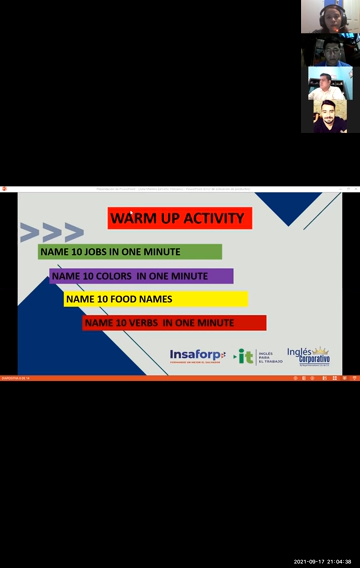 WARM UP ACTIVITY
>>>
NAME 10 JOBS IN ONE MINUTE
NAME 10 COLORS IN ONE MINUTE
NAME 10 FOOD NAMES
NAME 10 VERBS IN ONE MINUTE
Insaforp
it
INGLÉS
PARA
EL TRABAJO
Inglés
Corporativo
2021-09-17 21:04:38